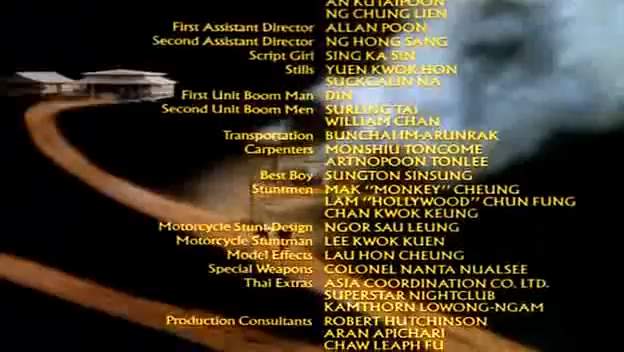 AN KUTAIPOON
NG CHUNG LIEN
First Assistant Director ALLAN POON
Second Assistant Director NG HONG SANG
Script Girl SING KA SIN
Stills YUEN KWOK HON
SUCKCALIN NA
First Unit Boom Man DIN
Second Unit Boom Men SURLING TAI
WILLIAM CHAN
Transportation BUNCHAI IM-ARUNRAK
Carpenters MONSHIU TONCOME
ARTNOPOON TONLEE
Best Boy SUNGTON SINSUNG
Stuntmen MAK "MONKEY" CHEUNG
LAM "HOLLYWOOD" CHUN FUNG
CHAN KWOK KEUNG
Motorcycle Stunt Design NGOR SAU LEUNG
Motorcycle Stuntman LEE KWOK KUEN
Model Effects LAU HON CHEUNG
Special Weapons COLONEL NANTA NUALSEE
Thai Extras ASIA COORDINATION CO. LTD.
SUPERSTAR NIGHTCLUB
KAMTHORN LOWONG-NGAM
Production Consultants ROBERT HUTCHINSON
ARAN APICHARI
CHAW LEAPH FU